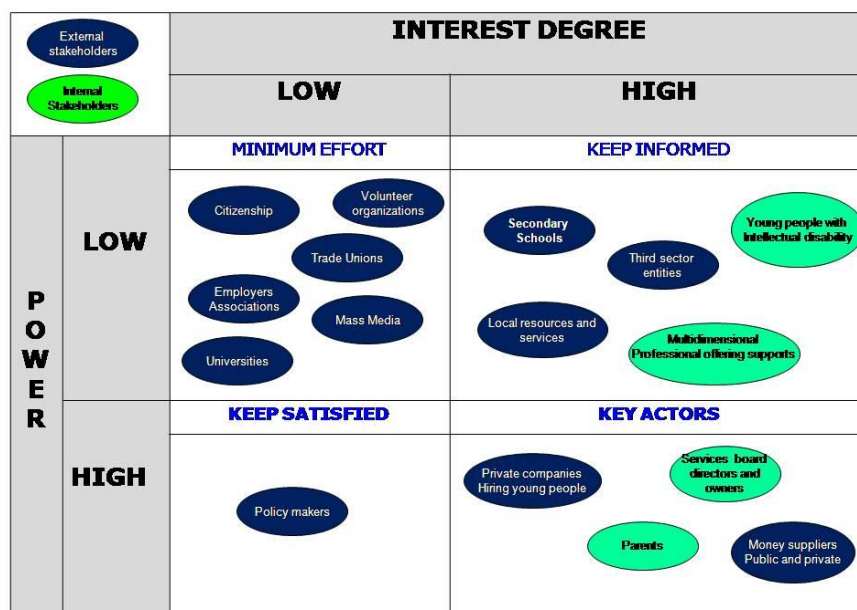 External
stakeholders
Internal
Stakeholders
INTEREST DEGREE
LOW
HIGH
POWER
LOW
MINIMUM EFFORT
Citizenship
Volunteer
organizations
Trade Unions
Employers
Associations
Mass Media
Universities
KEEP INFORMED
Secondary
Schools
Young people with
Intellectual disability
Third sector
entities
Local resources and
services
Multidimensional
Professional offering supports
HIGH
KEEP SATISFIED
Policy makers
KEY ACTORS
Private companies
Hiring young people
Services board
directors and
owners
Parents
Money suppliers
Public and private